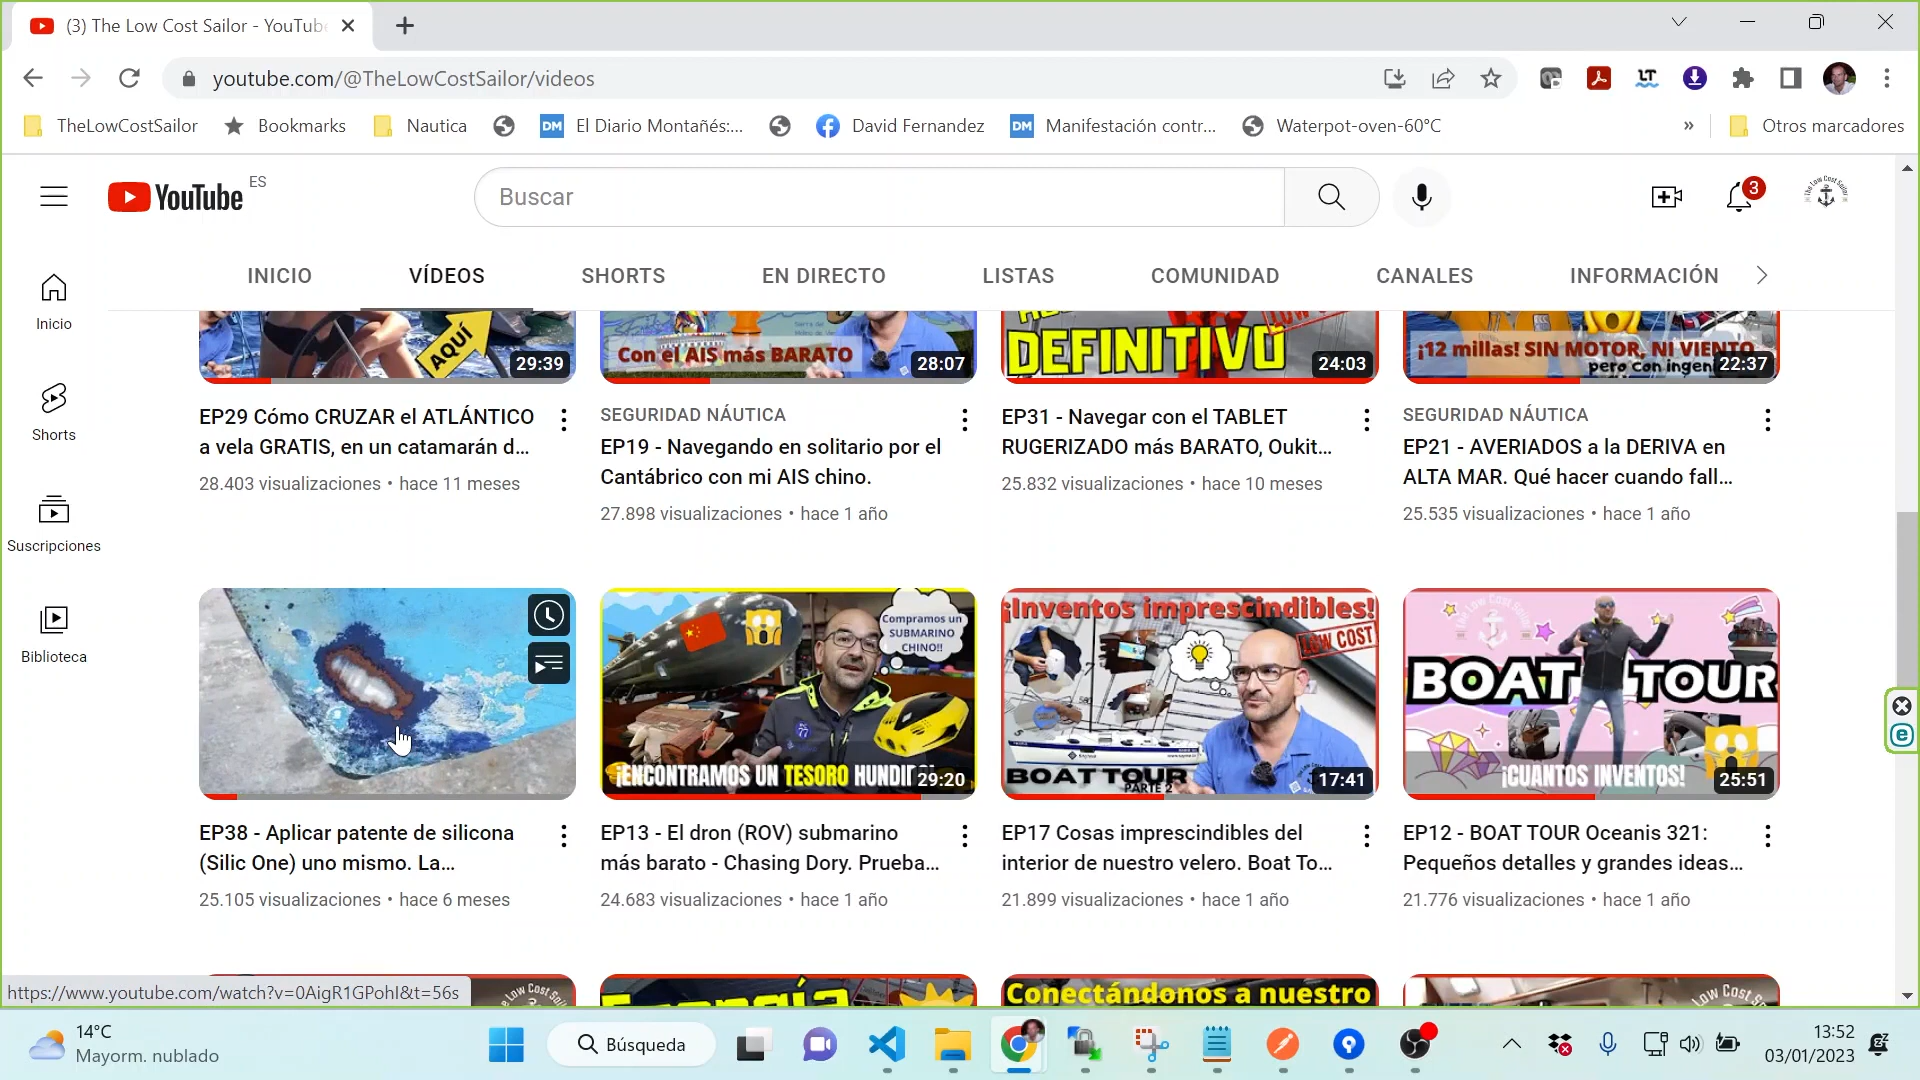 (3) The Low Cost Sailor - YouTube
youtube.com/@TheLowCostSailor/videos
TheLowCostSailor
Bookmarks
Nautica
DM
El Diario Montañés:...
David Fernandez
DM
Manifestación contr...
Waterpot-oven-60°C
»
Otros marcadores
YouTube ES
Buscar
3
INICIO
VÍDEOS
SHORTS
EN DIRECTO
LISTAS
COMUNIDAD
CANALES
INFORMACIÓN
Inicio
Shorts
Suscripciones
Biblioteca
AQUÍ
29:39
Con el AIS más BARATO
28:07
DEFINITIVO
24:03
¡12 millas! SIN MOTOR, NI VIENTO
pero con ingen
22:37
EP29 Cómo CRUZAR el ATLÁNTICO
a vela GRATIS, en un catamarán d...
28.403 visualizaciones • hace 11 meses
SEGURIDAD NÁUTICA
EP19 - Navegando en solitario por el
Cantábrico con mi AIS chino.
27.898 visualizaciones • hace 1 año
EP31 - Navegar con el TABLET
RUGERIZADO más BARATO, Oukit...
25.832 visualizaciones • hace 10 meses
SEGURIDAD NÁUTICA
EP21 - AVERIADOS a la DERIVA en
ALTA MAR. Qué hacer cuando fall...
25.535 visualizaciones • hace 1 año
Compramos un
SUBMARINO
CHINO!!
¡ENCONTRAMOS UN TESORO HUNDI
29:20
¡Inventos imprescindibles!
LOW COST
BOAT TOUR
PARTE 2
17:41
BOAT TOUR
¡CUANTOS INVENTOS!
25:51
EP38 - Aplicar patente de silicona
(Silic One) uno mismo. La...
25.105 visualizaciones • hace 6 meses
EP13 - El dron (ROV) submarino
más barato - Chasing Dory. Prueba...
24.683 visualizaciones • hace 1 año
EP17 Cosas imprescindibles del
interior de nuestro velero. Boat To...
21.899 visualizaciones • hace 1 año
EP12 - BOAT TOUR Oceanis 321:
Pequeños detalles y grandes ideas...
21.776 visualizaciones • hace 1 año
Low Cost
Energía
Conectándonos a nuestro
Low Cost
https://www.youtube.com/watch?v=0AigR1GPohI&t=56s
14°C
Mayorm. nublado
Búsqueda
13:52
03/01/2023